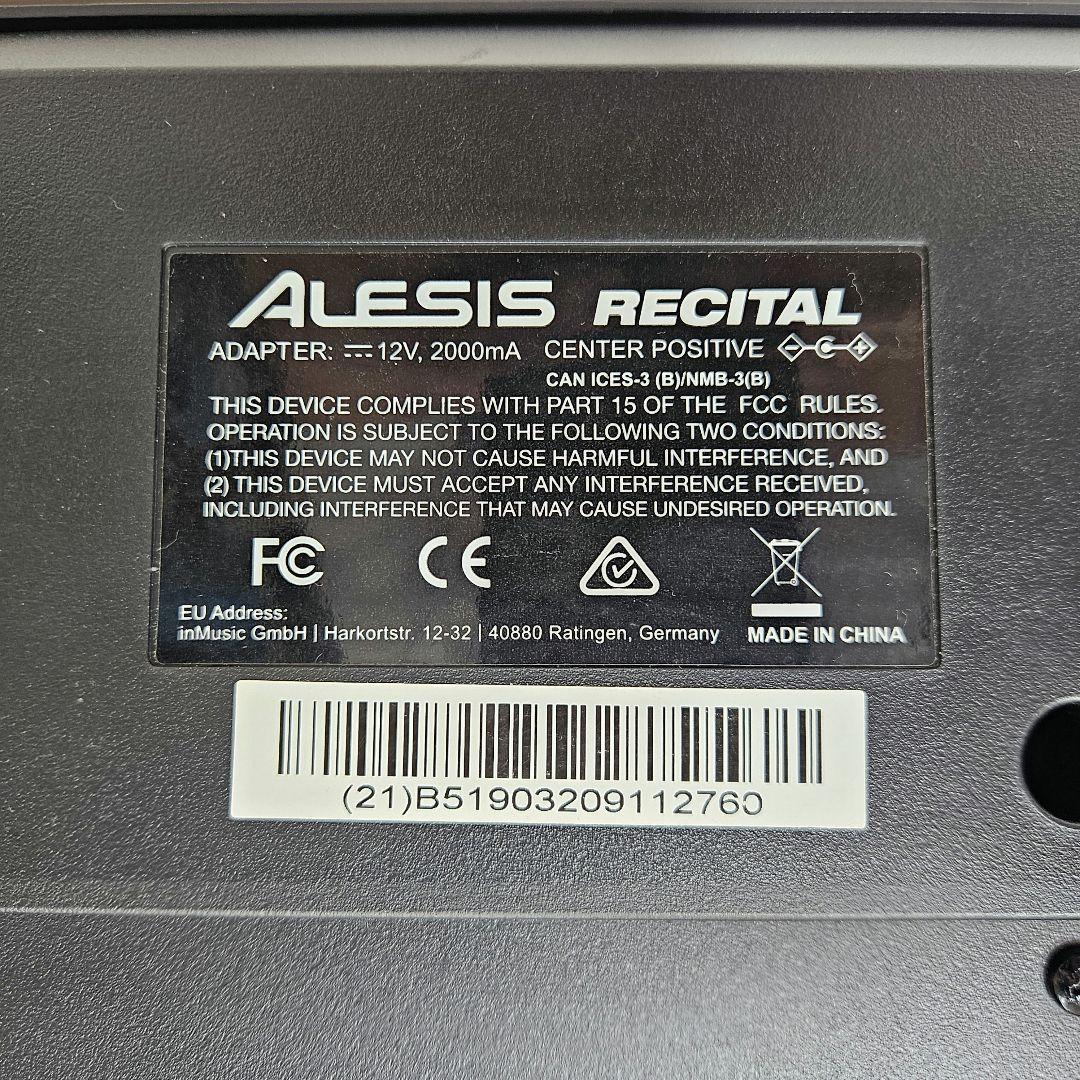 ALESIS RECITAL
ADAPTER: ⎓12V, 2000mA CENTER POSITIVE
CAN ICES-3 (B)/NMB-3(B)
THIS DEVICE COMPLIES WITH PART 15 OF THE FCC RULES.
OPERATION IS SUBJECT TO THE FOLLOWING TWO CONDITIONS:
(1)THIS DEVICE MAY NOT CAUSE HARMFUL INTERFERENCE, AND
(2) THIS DEVICE MUST ACCEPT ANY INTERFERENCE RECEIVED,
INCLUDING INTERFERENCE THAT MAY CAUSE UNDESIRED OPERATION.
FC CE
EU Address:
inMusic GmbH | Harkortstr. 12-32 | 40880 Ratingen, Germany MADE IN CHINA
(21)B51903209112760